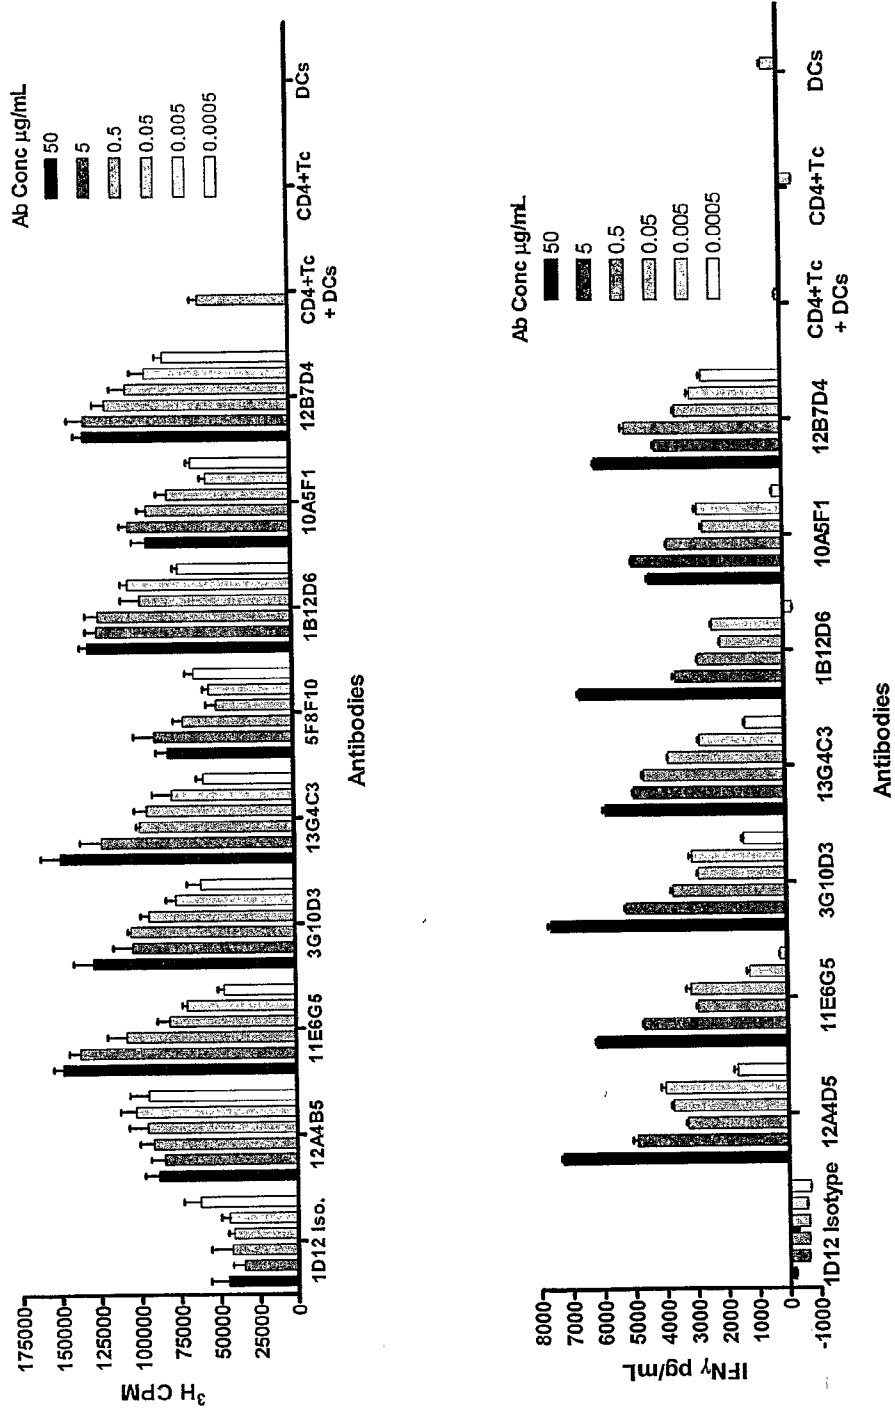 Ab Conc µg/mL
50
5
0.5
0.05
0.005
0.0005
175000
150000
125000
100000
75000
50000
25000
0
³H CPM
1D12 Iso.
12A4B5
11E6G5
3G10D3
13G4C3
5F8F10
1B12D6
10A5F1
12B7D4
CD4+Tc
+ DCs
CD4+Tc
DCs
Antibodies
Ab Conc µg/mL
50
5
0.5
0.05
0.005
0.0005
8000
7000
6000
5000
4000
3000
2000
1000
0
-1000
IFNγ pg/mL
1D12 Isotype
12A4D5
11E6G5
3G10D3
13G4C3
1B12D6
10A5F1
12B7D4
CD4+Tc
+ DCs
CD4+Tc
DCs
Antibodies